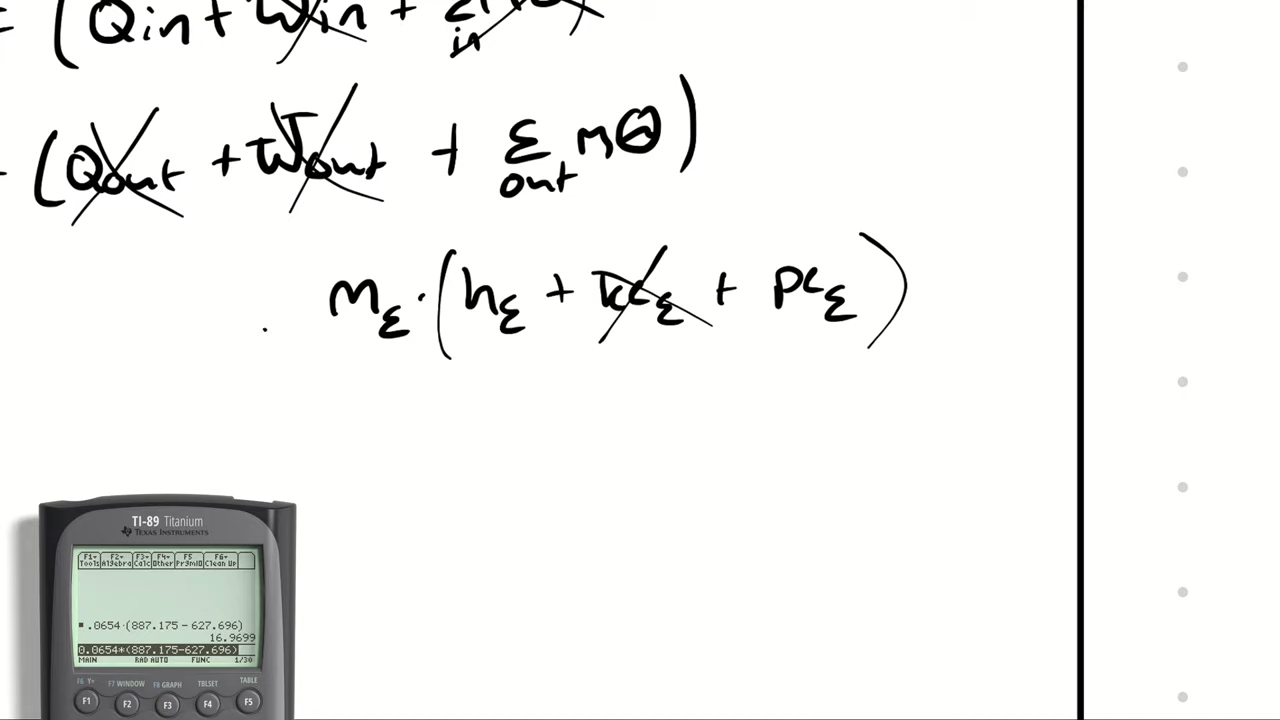 = (Qin + Win +
in
- (Qout + Wout + Σ mΘ)
out
mε · (hε + keε + peε)
TI-89 Titanium
TEXAS INSTRUMENTS
F1 F2 F3 F4 F5 F6
Tools Algebra Calc Other PrgmIO Clean Up
.0654·(887.175 - 627.696)
16.9699
0.0654*(887.175-627.696)
MAIN RAD AUTO FUNC 1/30
F6 Y= F7 WINDOW F8 GRAPH TBLSET TABLE
F1 F2 F3 F4 F5